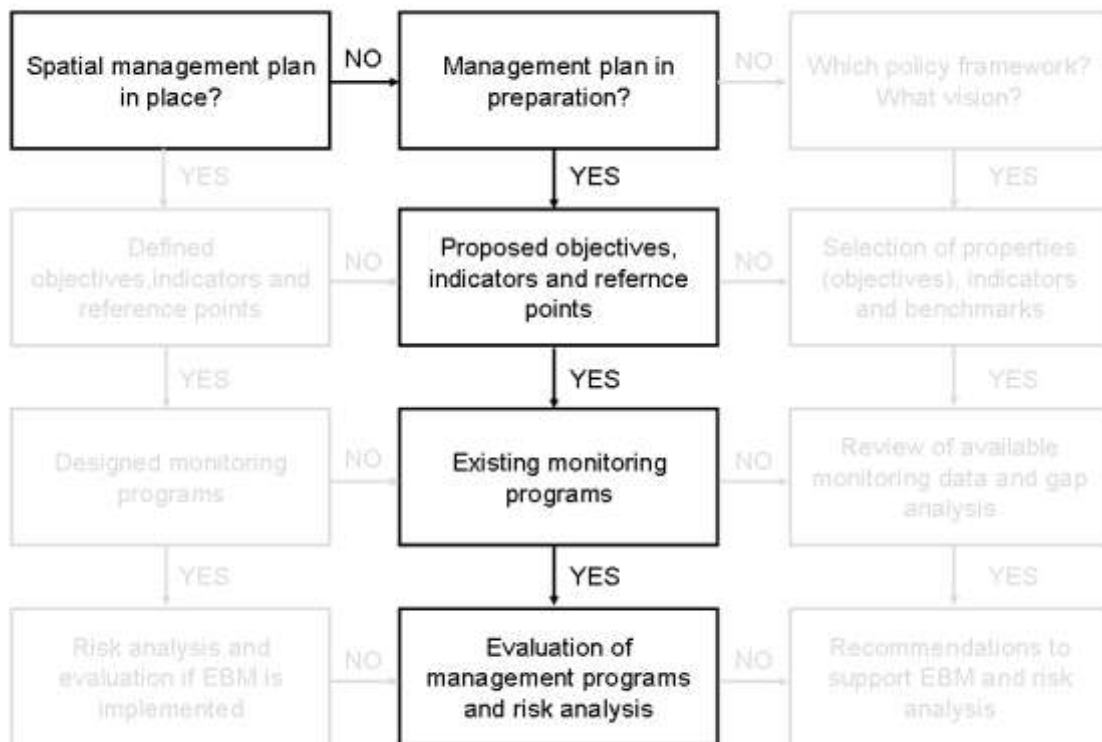 Spatial management plan
in place?
NO
Management plan in
preparation?
NO
Which policy framework?
What vision?
YES
YES
YES
Defined
objectives,indicators and
reference points
NO
Proposed objectives,
indicators and refernce
points
NO
Selection of properties
(objectives), indicators
and benchmarks
YES
YES
YES
Designed monitoring
programs
NO
Existing monitoring
programs
NO
Review of available
monitoring data and gap
analysis
YES
YES
YES
Risk analysis and
evaluation if EBM is
implemented
NO
Evaluation of
management programs
and risk analysis
NO
Recommendations to
support EBM and risk
analysis